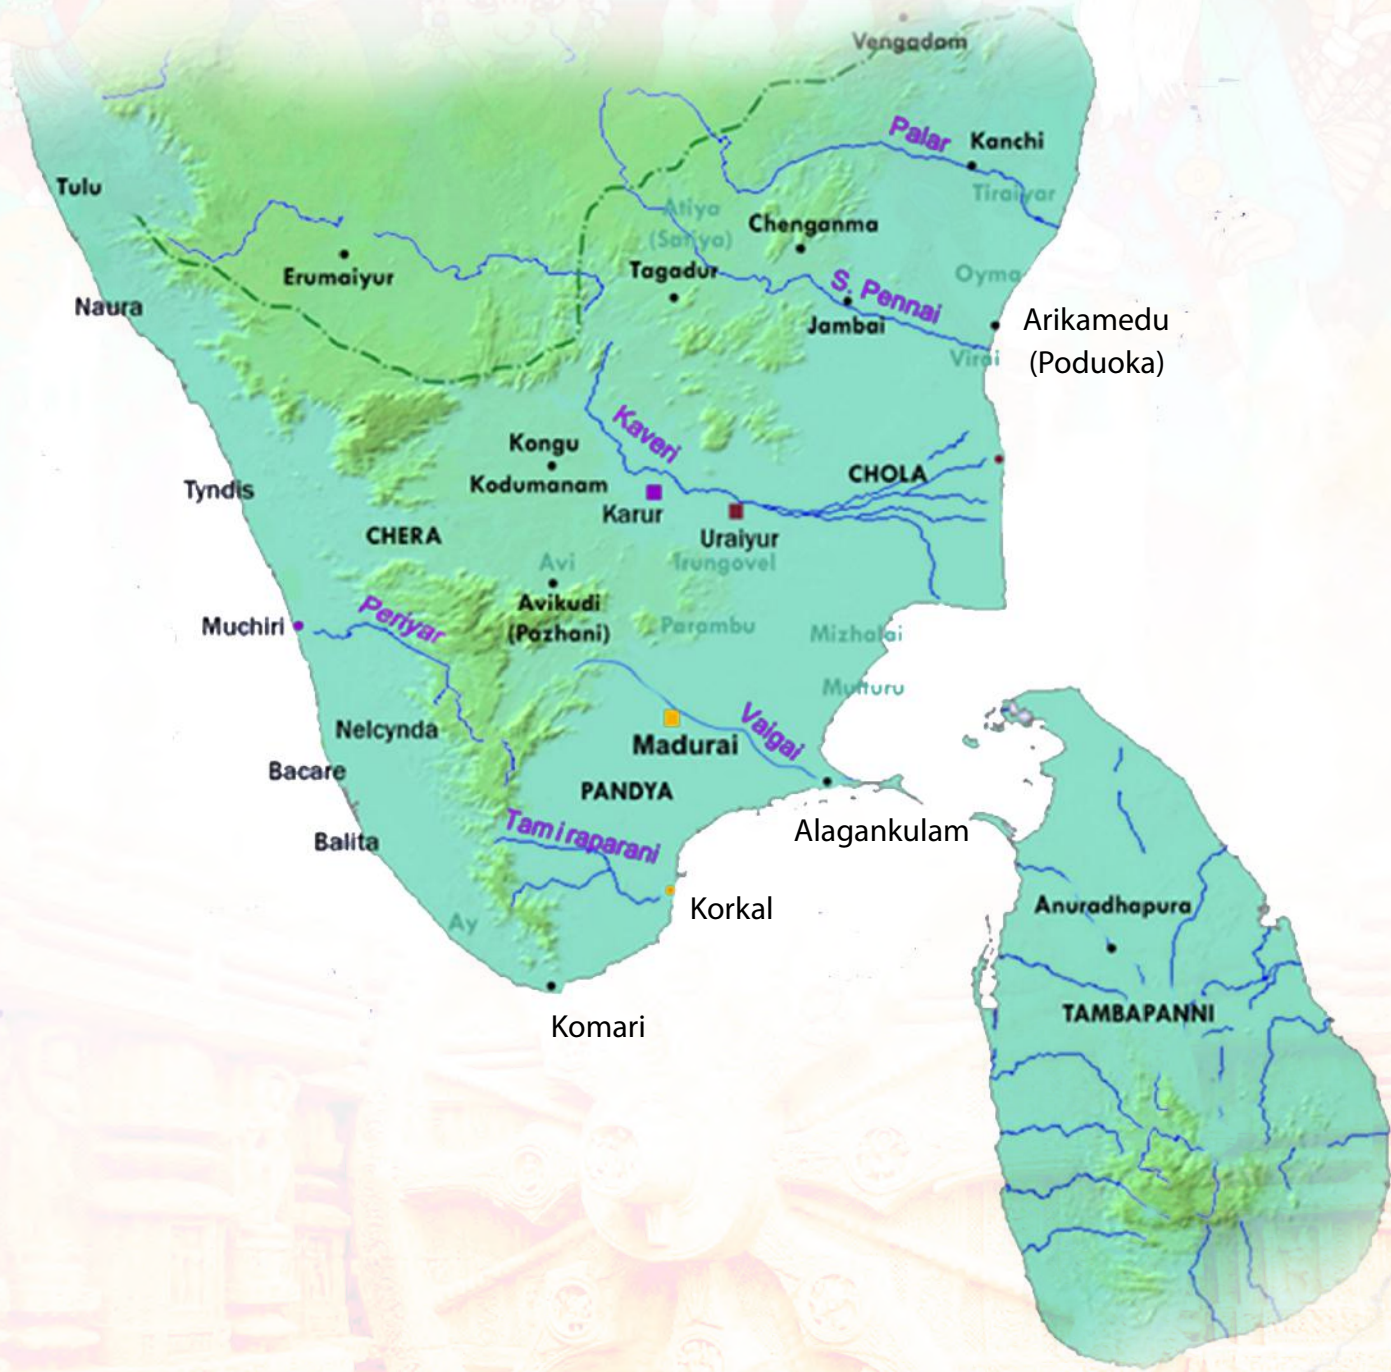 Vengadam
Palar
Kanchi
Tulu
Tiraiyar
Atiya
(Satiya)
Chenganma
Erumaiyur
Tagadur
Oyma
S. Pennai
Naura
Jambai
Arikamedu
(Poduoka)
Virai
Kaveri
Kongu
Kodumanam
CHOLA
Tyndis
Karur
CHERA
Uraiyur
Avi
Irungovel
Avikudi
(Pazhani)
Periyar
Muchiri
Parambu
Mizhalai
Mutturu
Nelcynda
Madurai
Vaigai
Bacare
PANDYA
Balita
Tamiraparani
Alagankulam
Korkal
Anuradhapura
Ay
TAMBAPANNI
Komari